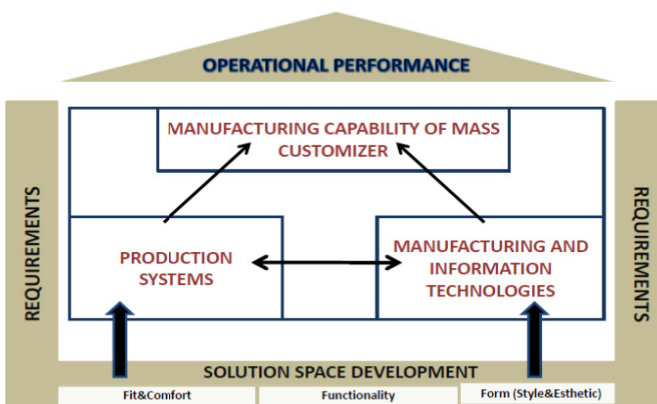 OPERATIONAL PERFORMANCE
REQUIREMENTS
MANUFACTURING CAPABILITY OF MASS
CUSTOMIZER
REQUIREMENTS
PRODUCTION
SYSTEMS
MANUFACTURING AND
INFORMATION
TECHNOLOGIES
SOLUTION SPACE DEVELOPMENT
Fit&Comfort
Functionality
Form (Style&Esthetic)